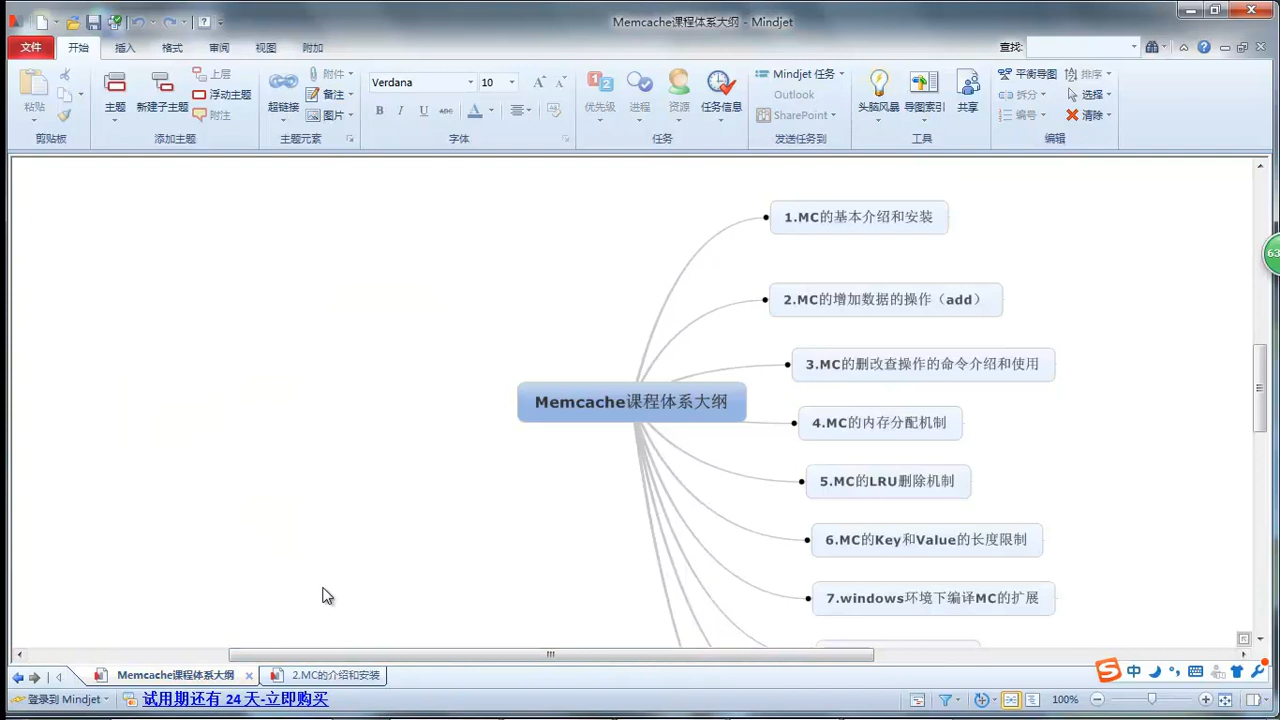 Memcache课程体系大纲 - Mindjet
文件 开始 插入 格式 审阅 视图 附加 查找:
粘贴
剪贴板
主题
新建子主题
上层
浮动主题
附注
添加主题
超链接
附件
备注
图片
主题元素
Verdana 10
B I U abc A
字体
优先级
进程
资源
任务信息
任务
Mindjet 任务
Outlook
SharePoint
发送任务到
头脑风暴
导图索引
共享
工具
平衡导图
拆分
编号
排序
选择
清除
编辑
1.MC的基本介绍和安装
63
2.MC的增加数据的操作（add）
3.MC的删改查操作的命令介绍和使用
Memcache课程体系大纲
4.MC的内存分配机制
5.MC的LRU删除机制
6.MC的Key和Value的长度限制
7.windows环境下编译MC的扩展
Memcache课程体系大纲 2.MC的介绍和安装
中
登录到 Mindjet 试用期还有 24 天-立即购买 100%